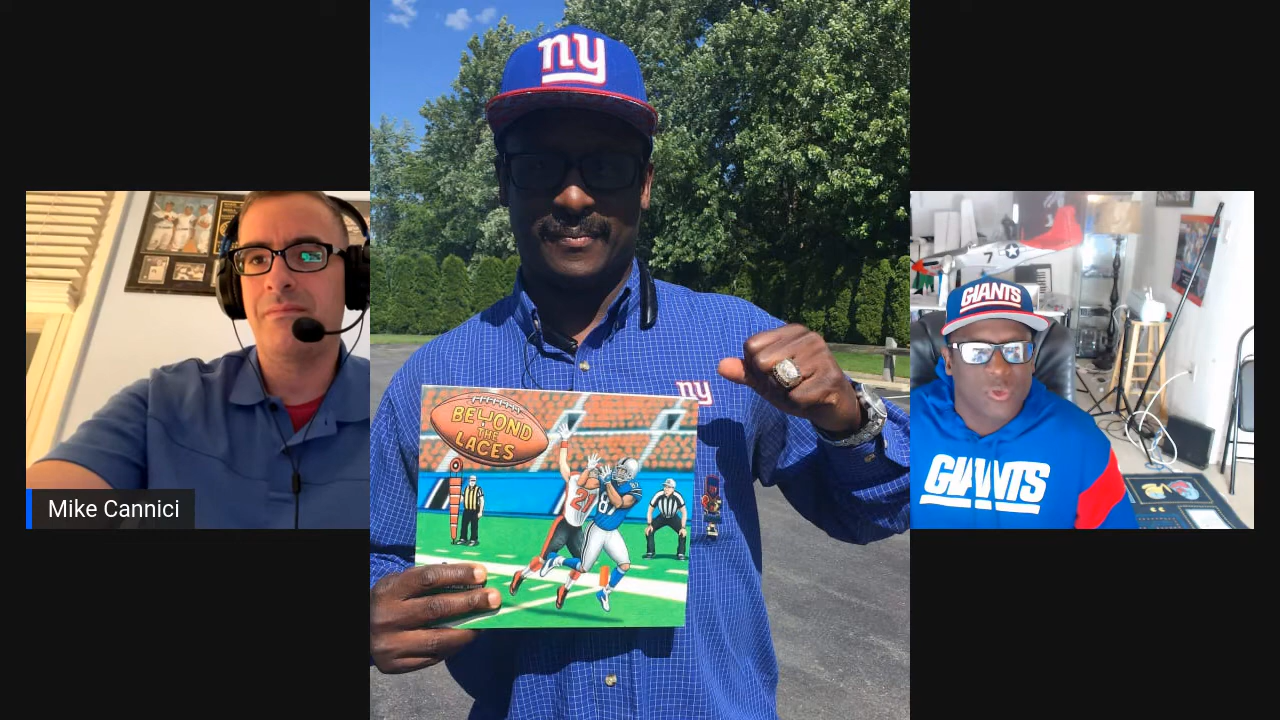 ny
ny
BEYOND
THE
LACES
21
81
GIANTS
GIANTS
7
Mike Cannici